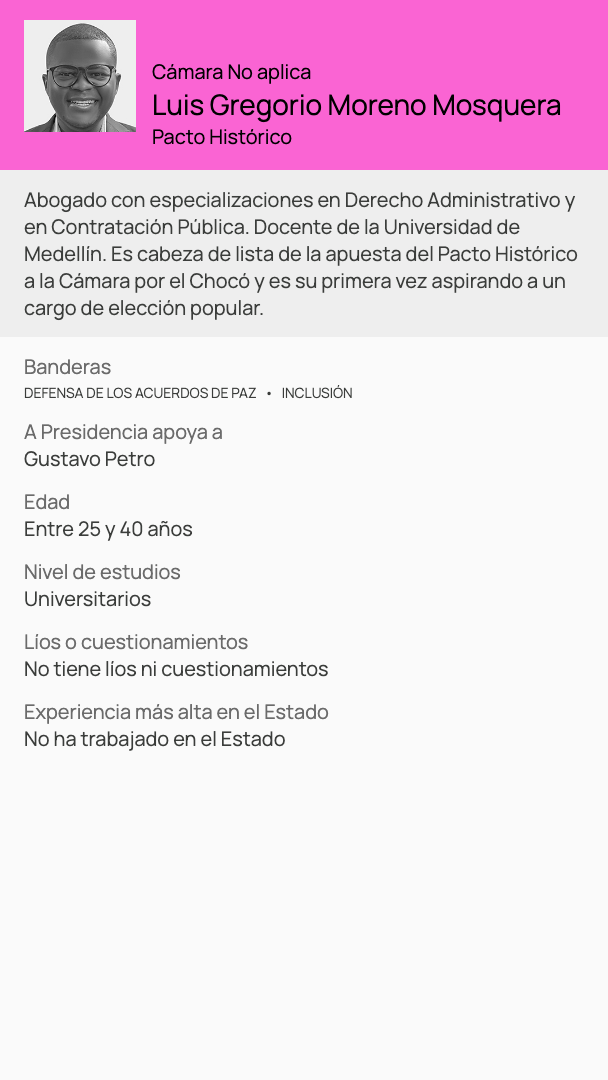 Cámara No aplica
Luis Gregorio Moreno Mosquera
Pacto Histórico
Abogado con especializaciones en Derecho Administrativo y
en Contratación Pública. Docente de la Universidad de
Medellín. Es cabeza de lista de la apuesta del Pacto Histórico
a la Cámara por el Chocó y es su primera vez aspirando a un
cargo de elección popular.
Banderas
DEFENSA DE LOS ACUERDOS DE PAZ • INCLUSIÓN
A Presidencia apoya a
Gustavo Petro
Edad
Entre 25 y 40 años
Nivel de estudios
Universitarios
Líos o cuestionamientos
No tiene líos ni cuestionamientos
Experiencia más alta en el Estado
No ha trabajado en el Estado